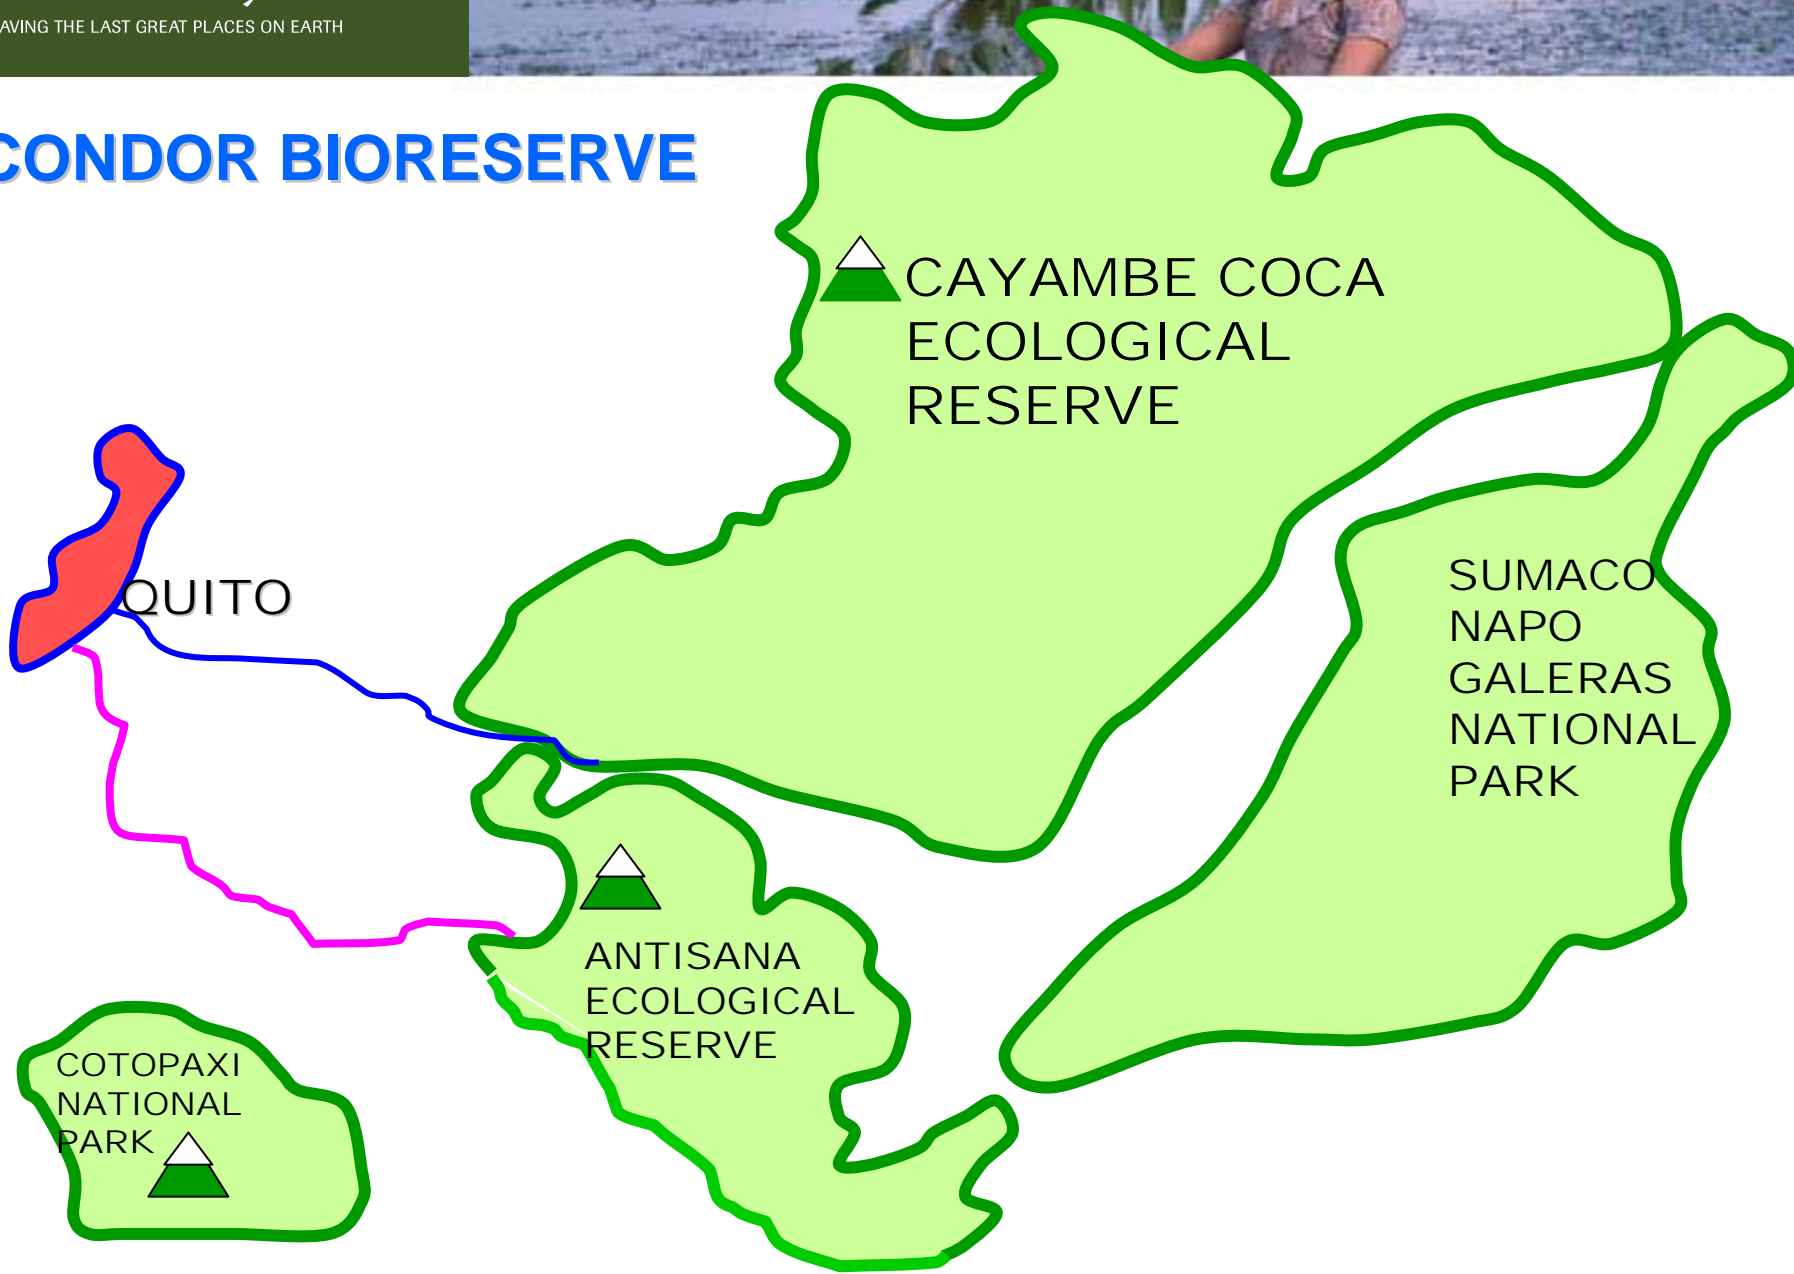 AVING THE LAST GREAT PLACES ON EARTH
CONDOR BIORESERVE
CAYAMBE COCA
ECOLOGICAL
RESERVE
QUITO
SUMACO
NAPO
GALERAS
NATIONAL
PARK
ANTISANA
ECOLOGICAL
RESERVE
COTOPAXI
NATIONAL
PARK